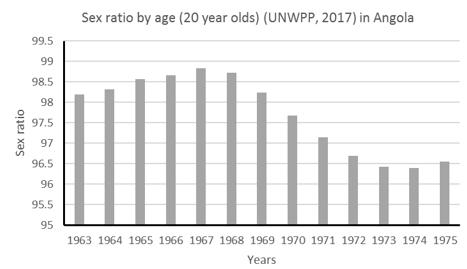 Sex ratio by age (20 year olds) (UNWPP, 2017) in Angola
99.5
99
98.5
98
97.5
97
96.5
96
95.5
95
Sex ratio
1963 1964 1965 1966 1967 1968 1969 1970 1971 1972 1973 1974 1975
Years